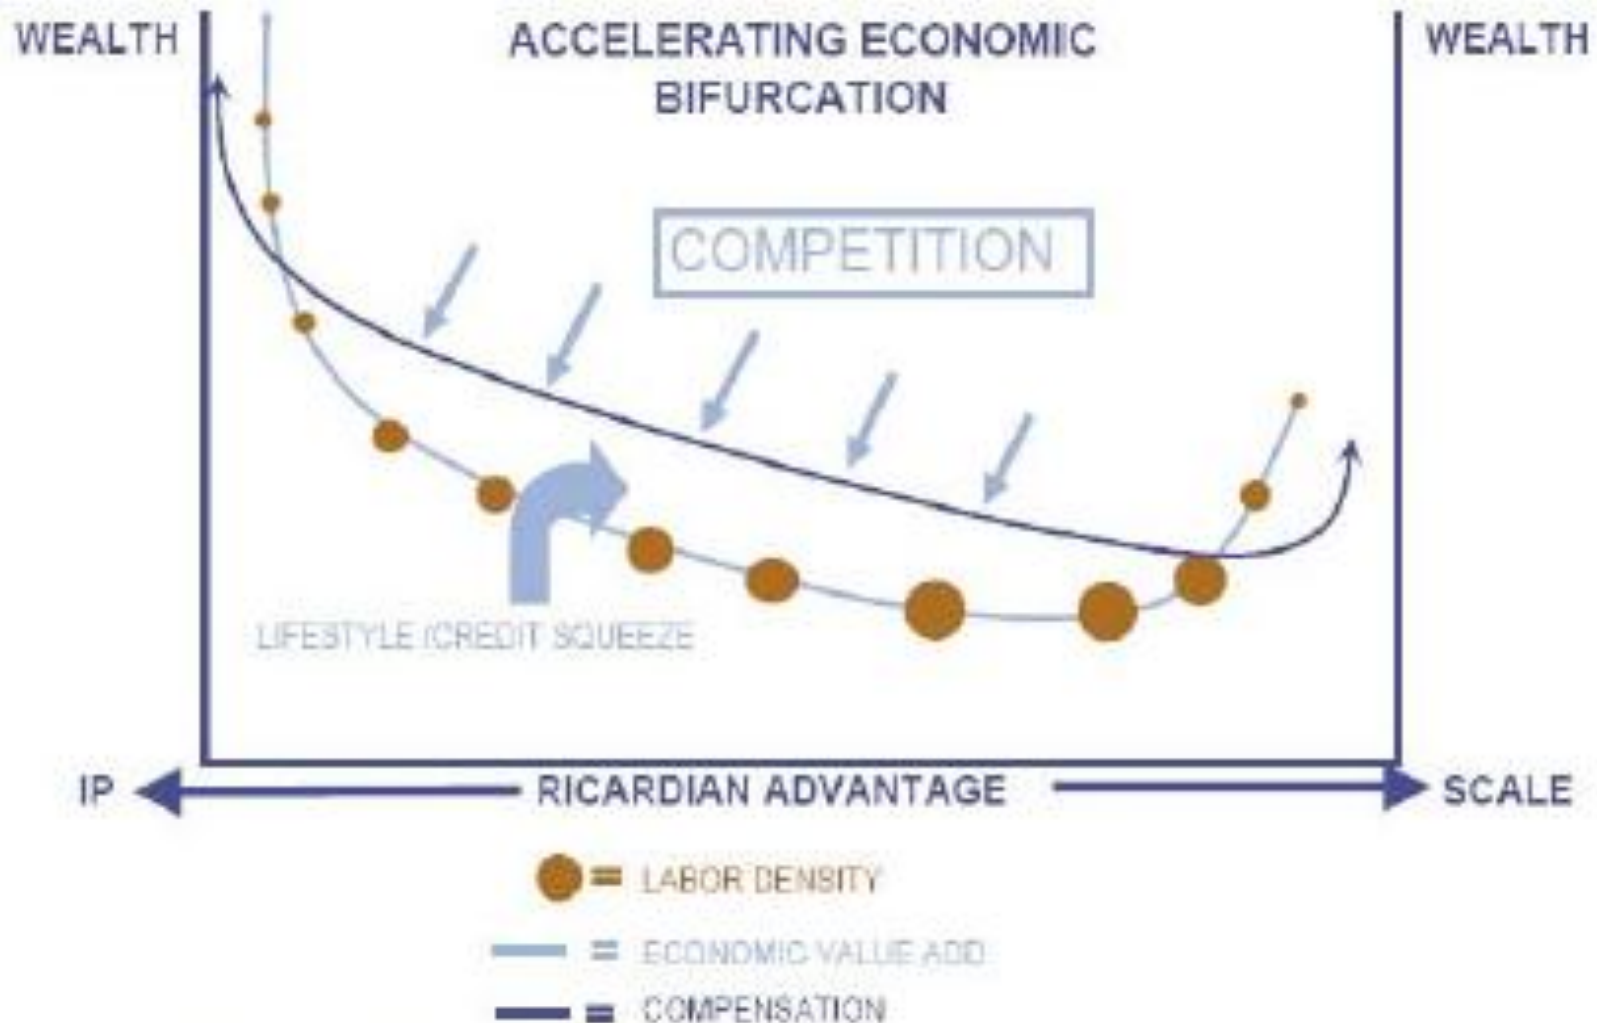 WEALTH
ACCELERATING ECONOMIC
BIFURCATION
WEALTH
COMPETITION
LIFESTYLE /CREDIT SQUEEZE
IP
RICARDIAN ADVANTAGE
SCALE
= LABOR DENSITY
= ECONOMIC VALUE ADD
= COMPENSATION